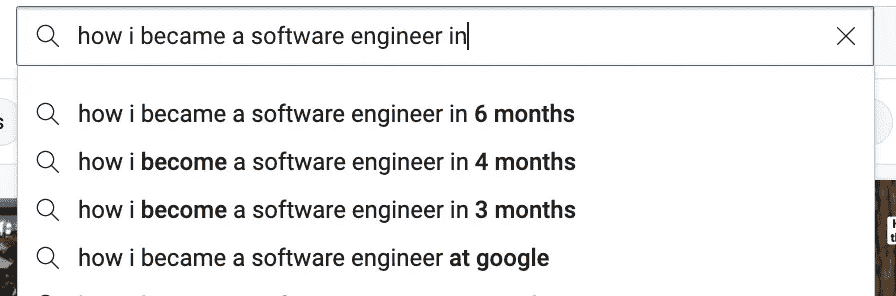 how i became a software engineer in
how i became a software engineer in 6 months
how i become a software engineer in 4 months
how i become a software engineer in 3 months
how i became a software engineer at google